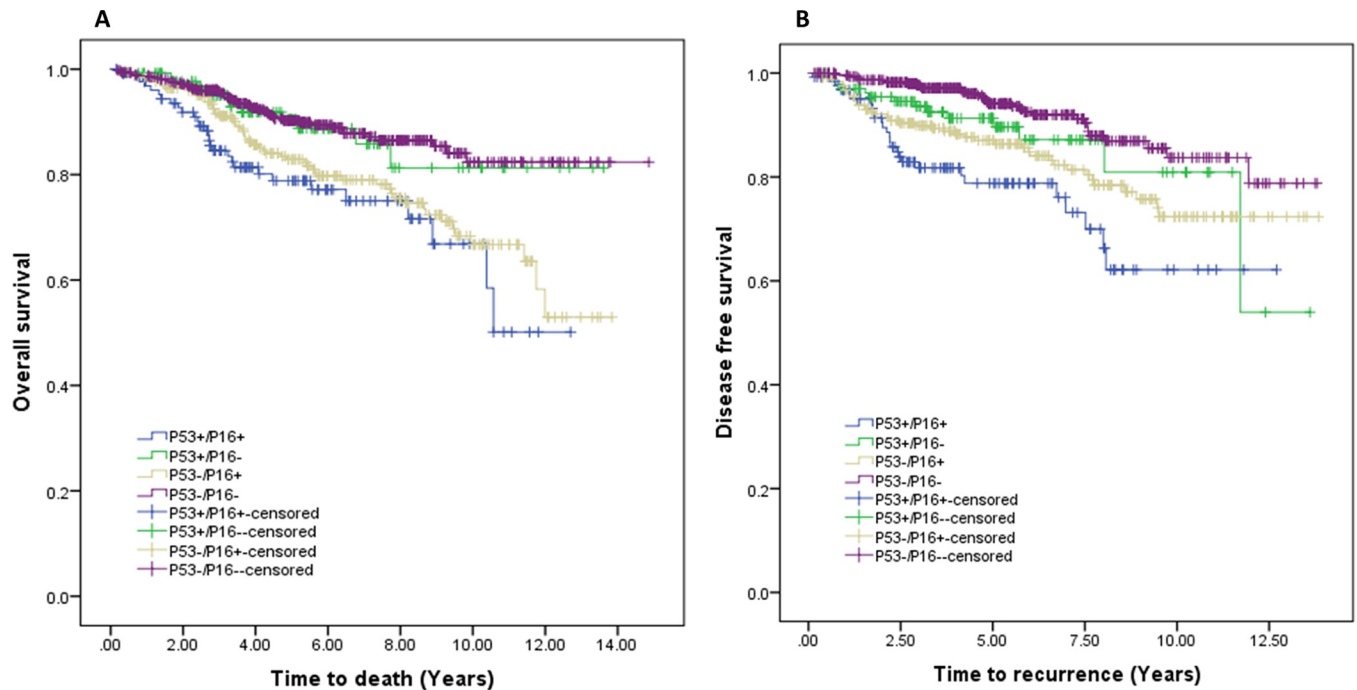 A
1.0
0.8
0.6
0.4
0.2
0.0
Overall survival
P53+/P16+
P53+/P16-
P53-/P16+
P53-/P16-
P53+/P16+-censored
P53+/P16--censored
P53-/P16+-censored
P53-/P16--censored
.00 2.00 4.00 6.00 8.00 10.00 12.00 14.00
Time to death (Years)
B
1.0
0.8
0.6
0.4
0.2
0.0
Disease free survival
P53+/P16+
P53+/P16-
P53-/P16+
P53-/P16-
P53+/P16+-censored
P53+/P16--censored
P53-/P16+-censored
P53-/P16--censored
.00 2.50 5.00 7.50 10.00 12.50
Time to recurrence (Years)